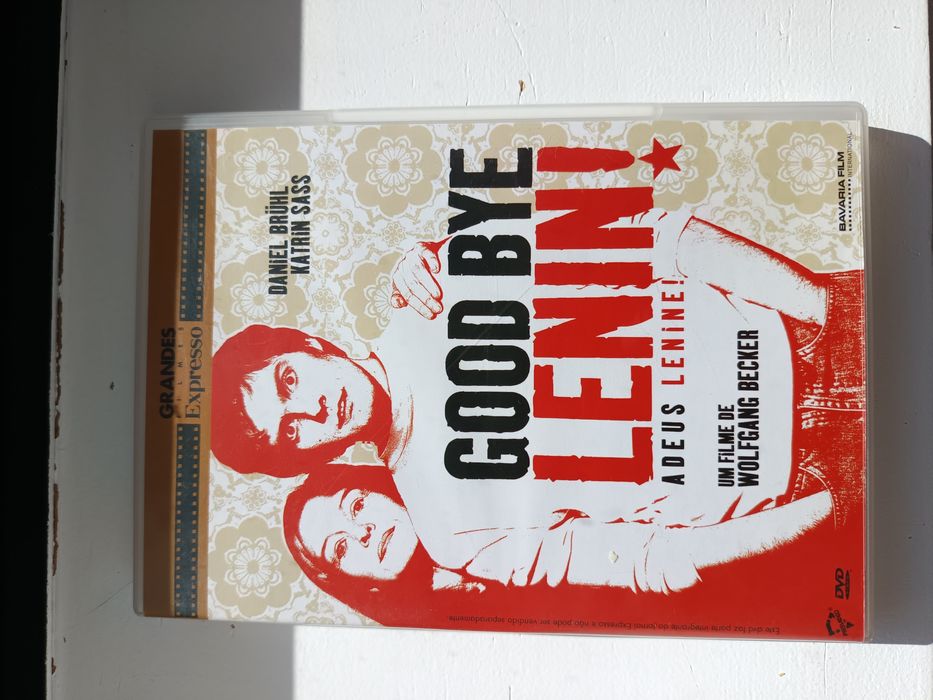 GRANDES
FILMES
Expresso
DANiEL BRÜHL
KATRiN SASS
GOOD BYE
LENIN!
ADEUS LENiNE!
UM FiLME DE
WOLFGANG BECKER
BAVARIA FILM
INTERNATIONAL
DVD
Este dvd faz parte integrante do Jornal Expresso e não pode ser vendido separadamente.